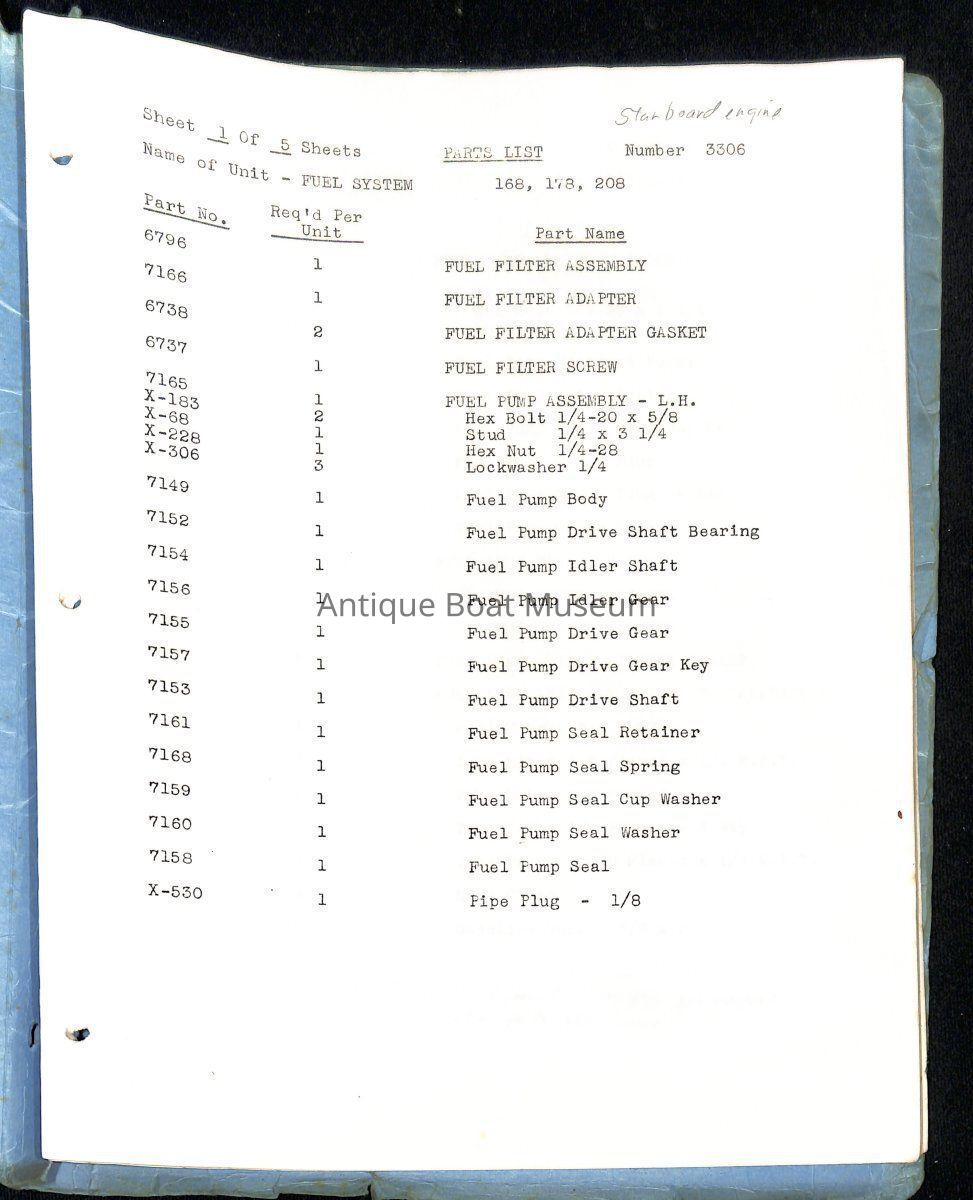 Starboard engine
Sheet 1 Of 5 Sheets PARTS LIST Number 3306
Name of Unit - FUEL SYSTEM 168, 178, 208
Part No. Req'd Per Unit Part Name
6796 1 FUEL FILTER ASSEMBLY
7166 1 FUEL FILTER ADAPTER
6738 2 FUEL FILTER ADAPTER GASKET
6737 1 FUEL FILTER SCREW
7165 1 FUEL PUMP ASSEMBLY - L.H.
X-183 2 Hex Bolt 1/4-20 x 5/8
X-68 1 Stud 1/4 x 3 1/4
X-228 1 Hex Nut 1/4-28
X-306 3 Lockwasher 1/4
7149 1 Fuel Pump Body
7152 1 Fuel Pump Drive Shaft Bearing
7154 1 Fuel Pump Idler Shaft
7156 1 Fuel Pump Idler Gear
Antique Boat Museum
7155 1 Fuel Pump Drive Gear
7157 1 Fuel Pump Drive Gear Key
7153 1 Fuel Pump Drive Shaft
7161 1 Fuel Pump Seal Retainer
7168 1 Fuel Pump Seal Spring
7159 1 Fuel Pump Seal Cup Washer
7160 1 Fuel Pump Seal Washer
7158 1 Fuel Pump Seal
X-530 1 Pipe Plug - 1/8